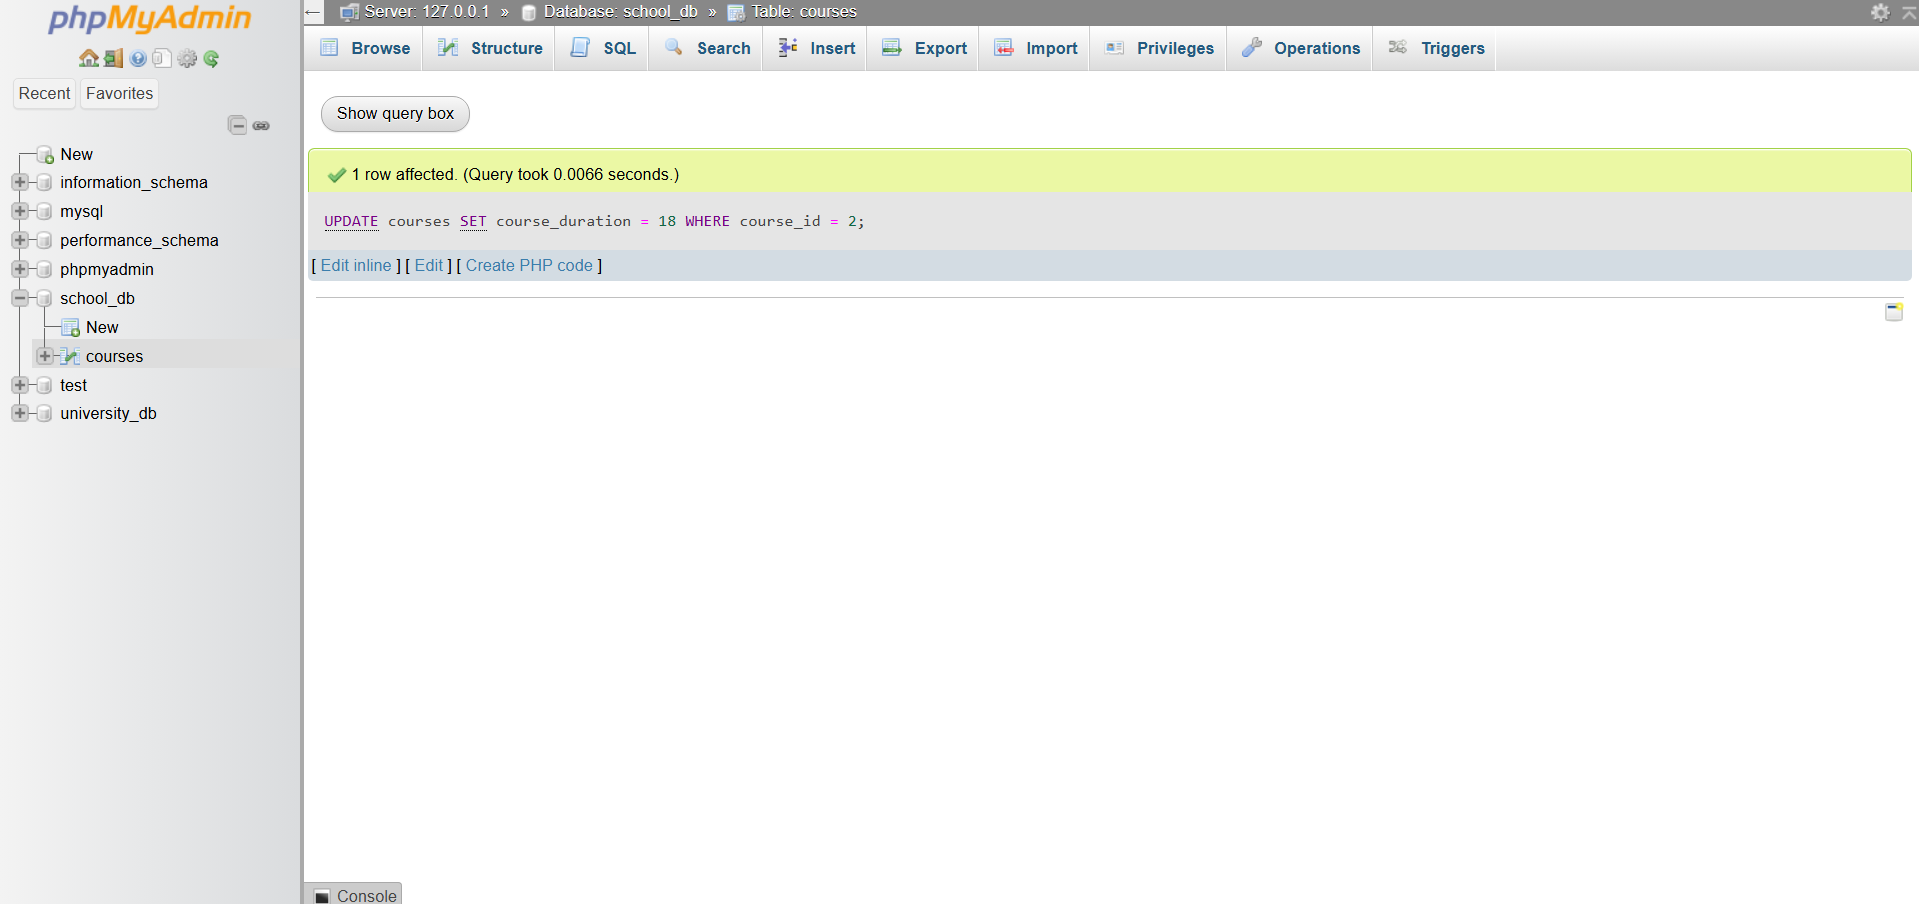 phpMyAdmin
Recent Favorites
New
information_schema
mysql
performance_schema
phpmyadmin
school_db
New
courses
test
university_db
Server: 127.0.0.1 » Database: school_db » Table: courses
Browse Structure SQL Search Insert Export Import Privileges Operations Triggers
Show query box
1 row affected. (Query took 0.0066 seconds.)
UPDATE courses SET course_duration = 18 WHERE course_id = 2;
[ Edit inline ] [ Edit ] [ Create PHP code ]
Console